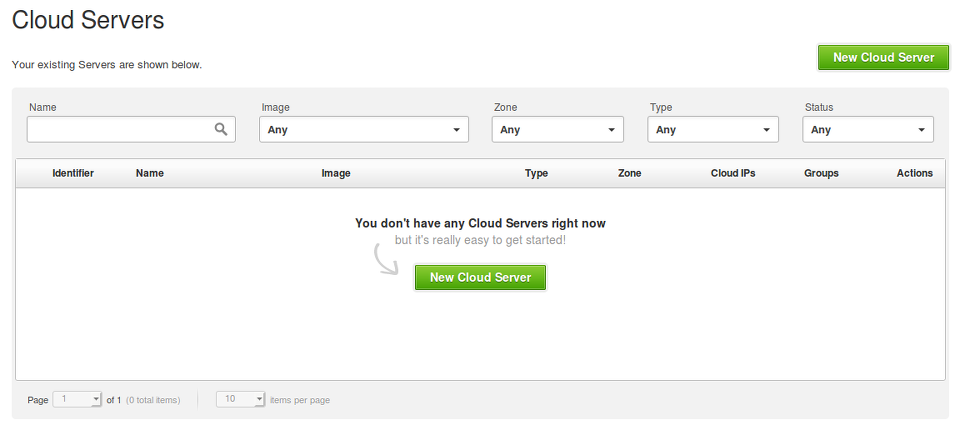 Cloud Servers
Your existing Servers are shown below.
New Cloud Server
Name Image Zone Type Status
Any Any Any Any
Identifier Name Image Type Zone Cloud IPs Groups Actions
You don't have any Cloud Servers right now
but it's really easy to get started!
New Cloud Server
Page 1 of 1 (0 total items) 10 items per page